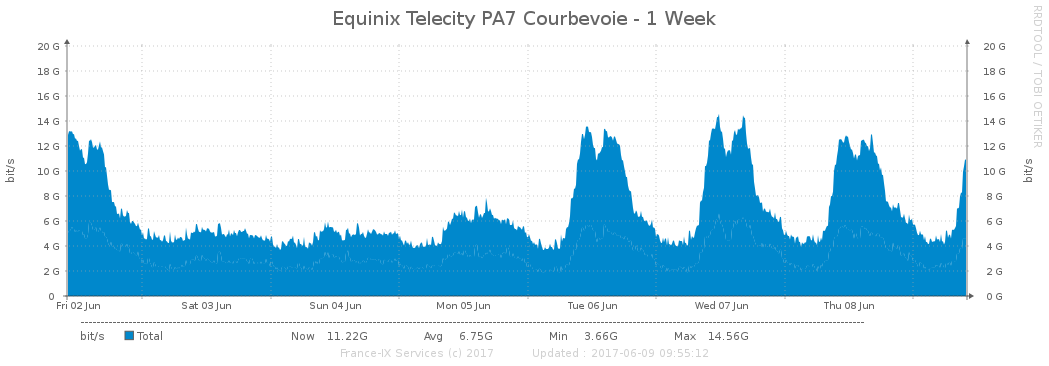 Equinix Telecity PA7 Courbevoie - 1 Week
RRDTOOL / TOBI OETIKER
bit/s
20 G
18 G
16 G
14 G
12 G
10 G
8 G
6 G
4 G
2 G
0
20 G
18 G
16 G
14 G
12 G
10 G
8 G
6 G
4 G
2 G
0 G
bit/s
Fri 02 Jun Sat 03 Jun Sun 04 Jun Mon 05 Jun Tue 06 Jun Wed 07 Jun Thu 08 Jun
bit/s Total Now 11.22G Avg 6.75G Min 3.66G Max 14.56G
France-IX Services (c) 2017 Updated : 2017-06-09 09:55:12